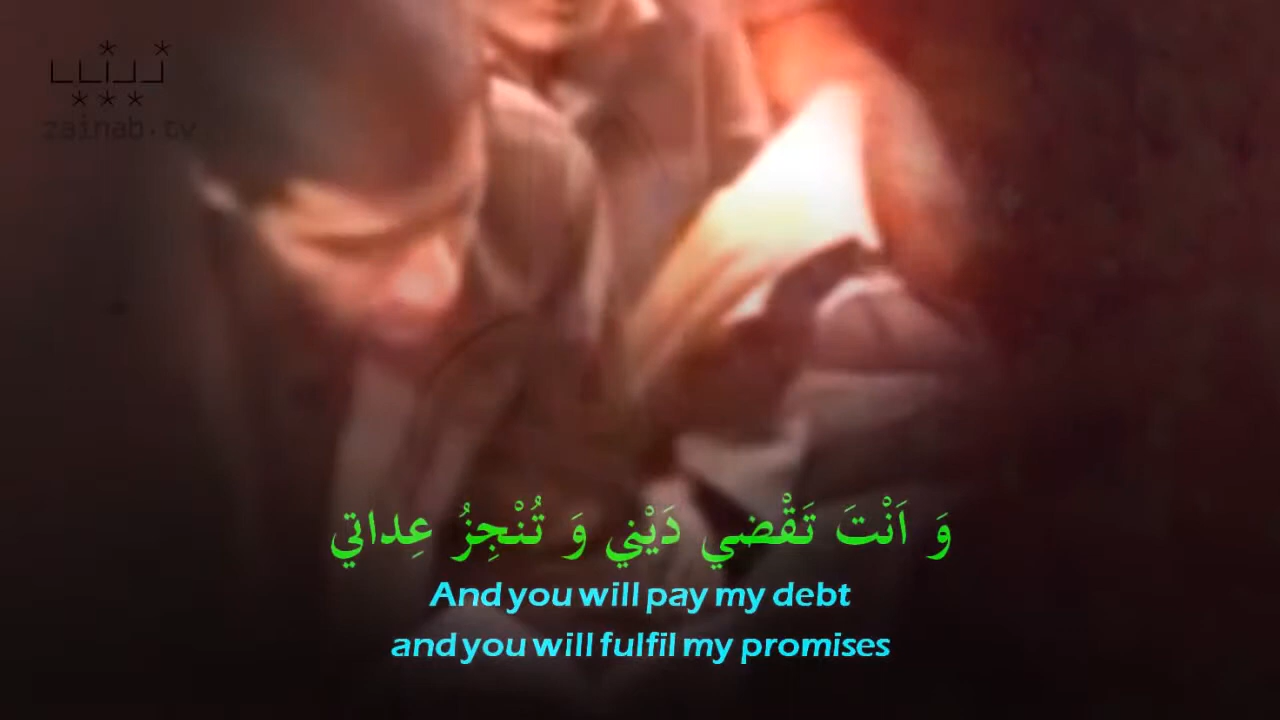 zainab.tv
وَ اَنْتَ تَقْضي دَيْني وَ تُنْجِزُ عِداتي
And you will pay my debt
and you will fulfil my promises